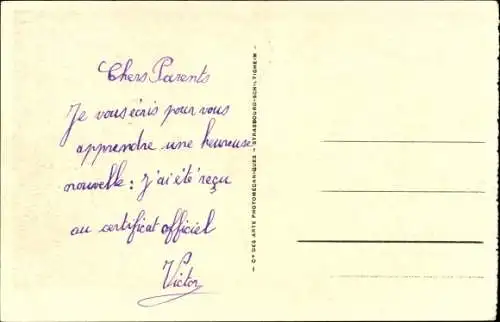 Chers Parents
Je vous écris pour vous
apprendre une heureuse
nouvelle : j'ai été reçu
au certificat officiel
Victor
- Cie DES ARTS PHOTOMÉCANIQUES - STRASBOURG-SCHILTIGHEIM -